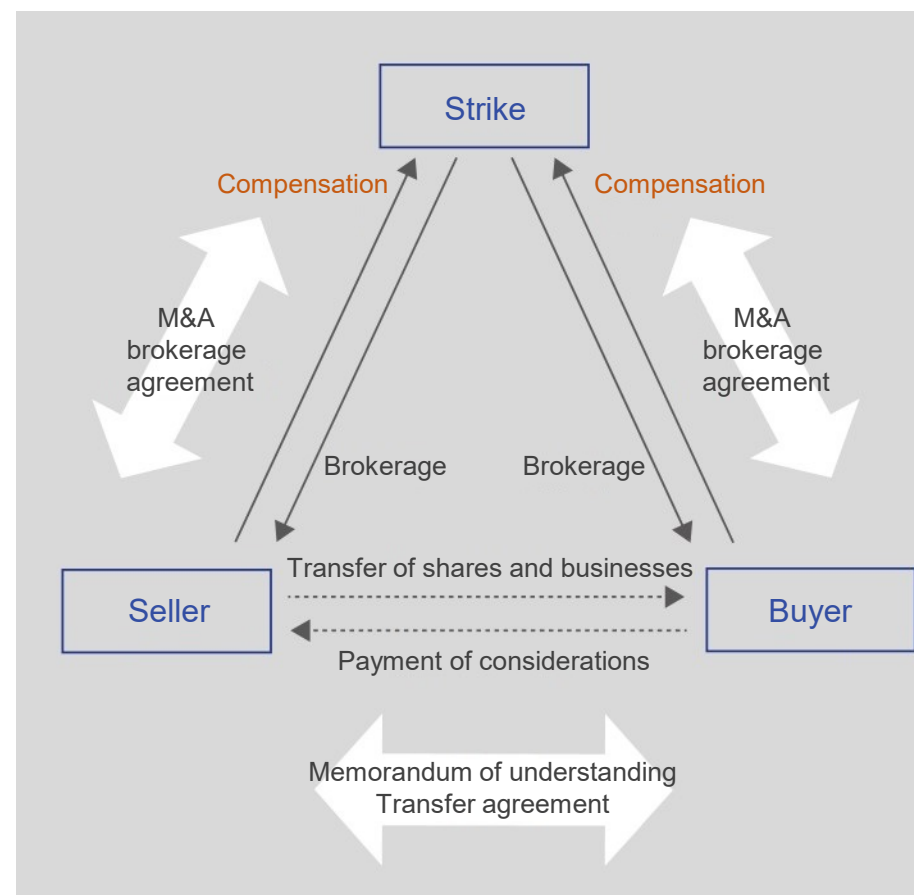 Strike
Compensation
Compensation
M&A
brokerage
agreement
M&A
brokerage
agreement
Brokerage
Brokerage
Transfer of shares and businesses
Seller
Buyer
Payment of considerations
Memorandum of understanding
Transfer agreement